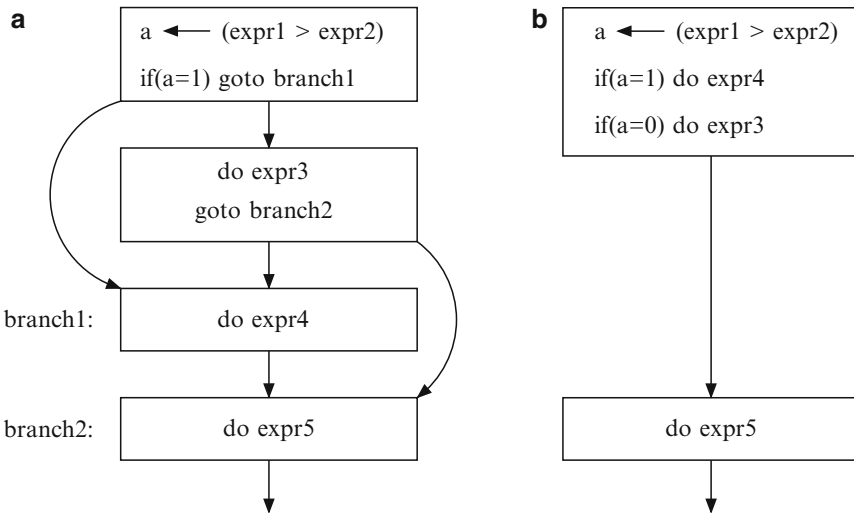 a
a ← (expr1 > expr2)
if(a=1) goto branch1
do expr3
goto branch2
branch1: do expr4
branch2: do expr5
b
a ← (expr1 > expr2)
if(a=1) do expr4
if(a=0) do expr3
do expr5